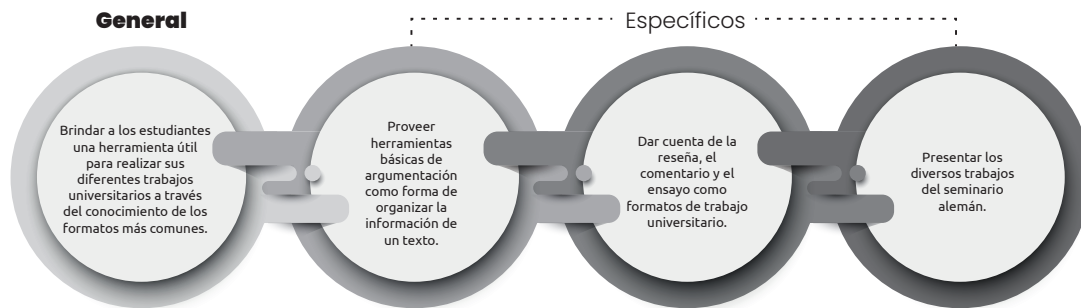 General
Específicos
Brindar a los estudiantes
una herramienta útil
para realizar sus
diferentes trabajos
universitarios a través
del conocimiento de los
formatos más comunes.
Proveer
herramientas
básicas de
argumentación
como forma de
organizar la
información de
un texto.
Dar cuenta de la
reseña, el
comentario y el
ensayo como
formatos de trabajo
universitario.
Presentar los
diversos trabajos
del seminario
alemán.